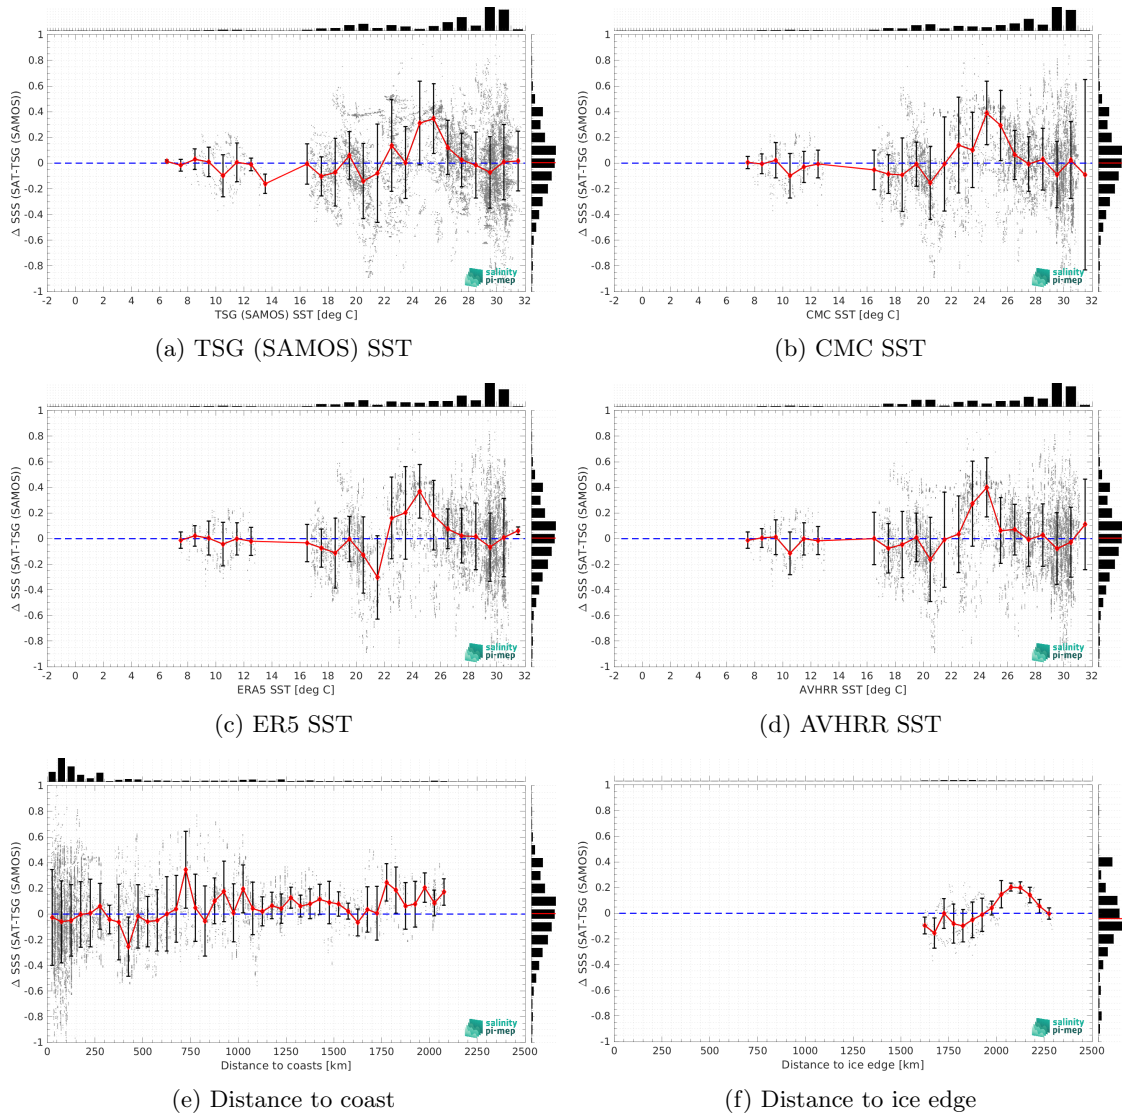 1
0.8
0.6
0.4
0.2
0
-0.2
-0.4
-0.6
-0.8
-1
Δ SSS (SAT-TSG (SAMOS))
-2 0 2 4 6 8 10 12 14 16 18 20 22 24 26 28 30 32
TSG (SAMOS) SST [deg C]
salinity
pi-mep
(a) TSG (SAMOS) SST
1
0.8
0.6
0.4
0.2
0
-0.2
-0.4
-0.6
-0.8
-1
Δ SSS (SAT-TSG (SAMOS))
-2 0 2 4 6 8 10 12 14 16 18 20 22 24 26 28 30 32
CMC SST [deg C]
salinity
pi-mep
(b) CMC SST
1
0.8
0.6
0.4
0.2
0
-0.2
-0.4
-0.6
-0.8
-1
Δ SSS (SAT-TSG (SAMOS))
-2 0 2 4 6 8 10 12 14 16 18 20 22 24 26 28 30 32
ERA5 SST [deg C]
salinity
pi-mep
(c) ER5 SST
1
0.8
0.6
0.4
0.2
0
-0.2
-0.4
-0.6
-0.8
-1
Δ SSS (SAT-TSG (SAMOS))
-2 0 2 4 6 8 10 12 14 16 18 20 22 24 26 28 30 32
AVHRR SST [deg C]
salinity
pi-mep
(d) AVHRR SST
1
0.8
0.6
0.4
0.2
0
-0.2
-0.4
-0.6
-0.8
-1
Δ SSS (SAT-TSG (SAMOS))
0 250 500 750 1000 1250 1500 1750 2000 2250 2500
Distance to coasts [km]
salinity
pi-mep
(e) Distance to coast
1
0.8
0.6
0.4
0.2
0
-0.2
-0.4
-0.6
-0.8
-1
Δ SSS (SAT-TSG (SAMOS))
0 250 500 750 1000 1250 1500 1750 2000 2250 2500
Distance to ice edge [km]
salinity
pi-mep
(f) Distance to ice edge